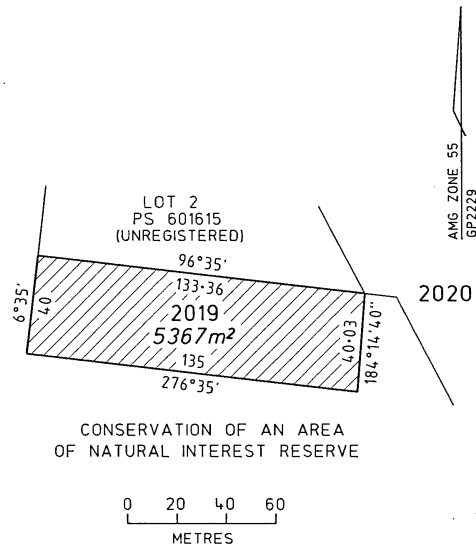 AMG ZONE 55
GP2229
LOT 2
PS 601615
(UNREGISTERED)
96°35'
133·36
6°35'
40
2019
5367m²
40·03
184°14'40"
2020
135
276°35'
CONSERVATION OF AN AREA
OF NATURAL INTEREST RESERVE
0 20 40 60
METRES